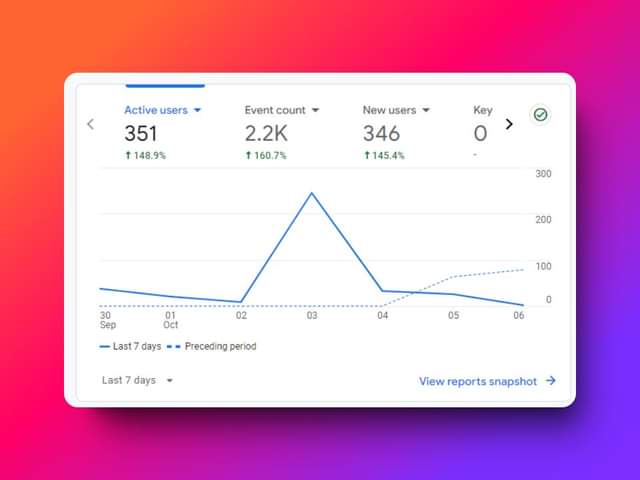 Active users Event count New users Key
351 2.2K 346 0
↑ 148.9% ↑ 160.7% ↑ 145.4% -
300
200
100
0
30 01 02 03 04 05 06
Sep Oct
Last 7 days Preceding period
Last 7 days View reports snapshot →